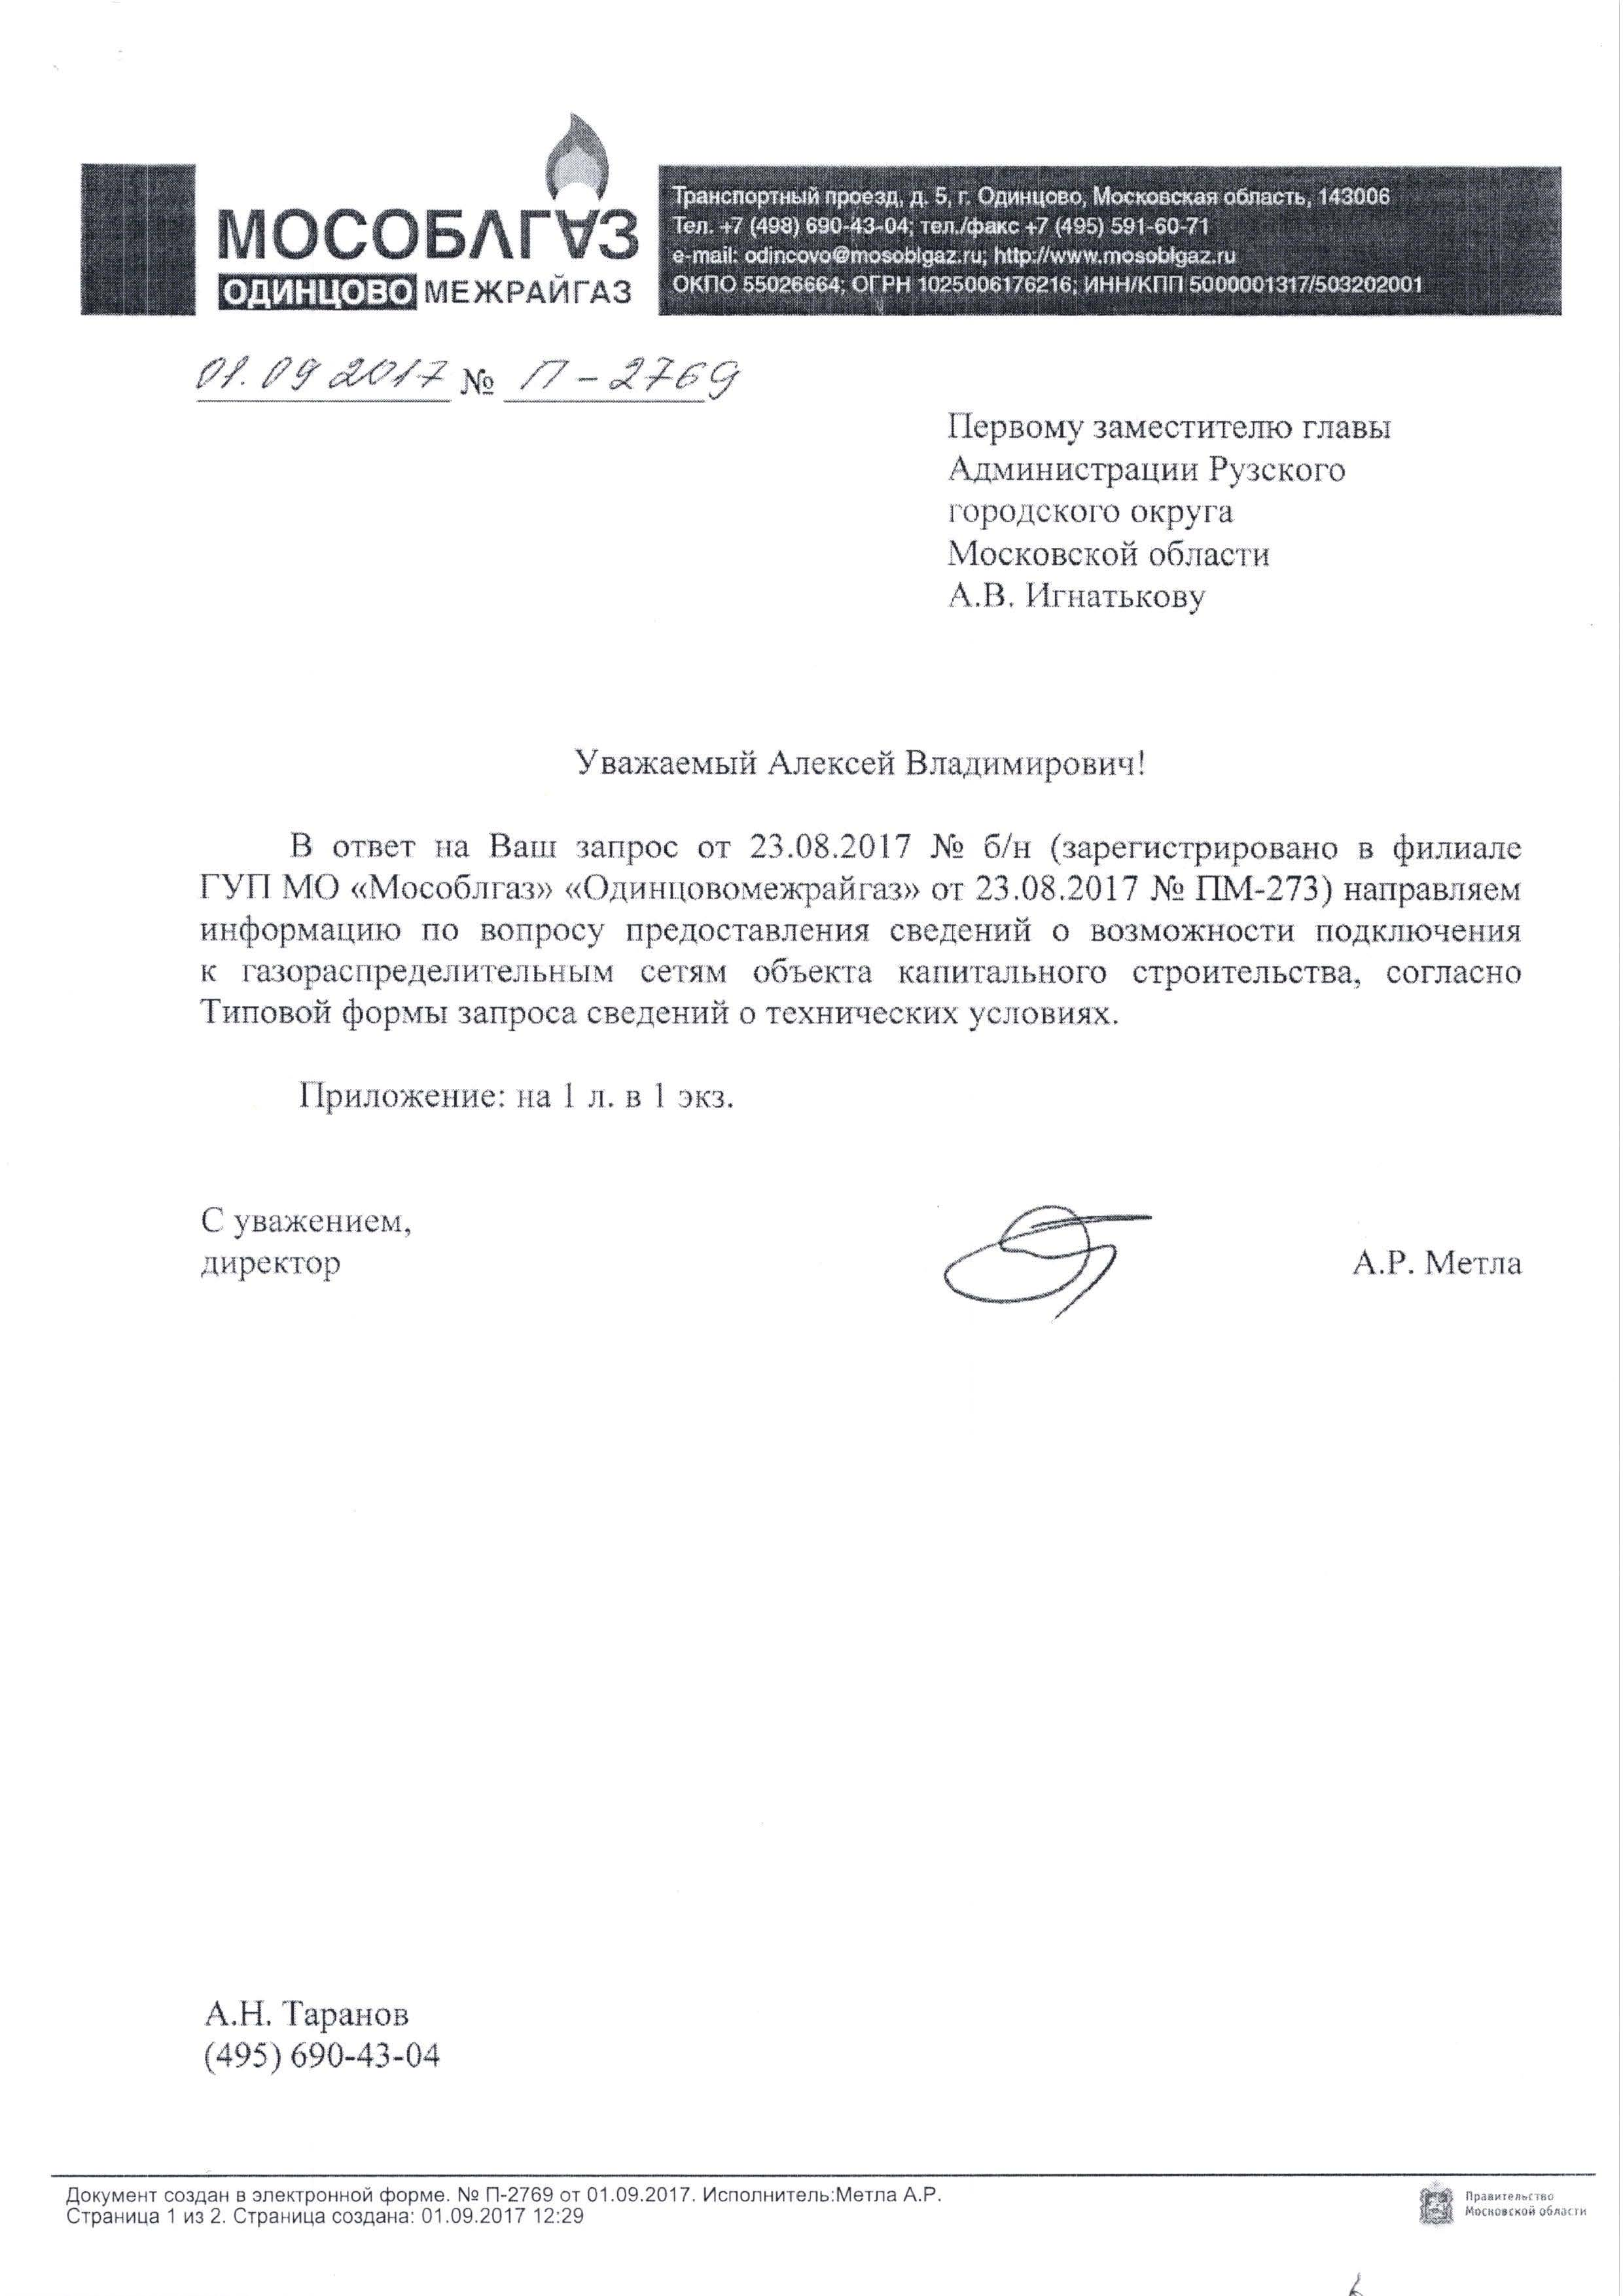 МОСОБЛГАЗ
ОДИНЦОВО МЕЖРАЙГАЗ
Транспортный проезд, д. 5, г. Одинцово, Московская область, 143006
Тел. +7 (498) 690-43-04; тел./факс +7 (495) 591-60-71
e-mail: odincovo@mosoblgaz.ru; http://www.mosoblgaz.ru
ОКПО 55026664; ОГРН 1025006176216; ИНН/КПП 5000001317/503202001
01.09 2017 № П-2769
Первому заместителю главы
Администрации Рузского
городского округа
Московской области
А.В. Игнатькову
Уважаемый Алексей Владимирович!
В ответ на Ваш запрос от 23.08.2017 № б/н (зарегистрировано в филиале
ГУП МО «Мособлгаз» «Одинцовомежрайгаз» от 23.08.2017 № ПМ-273) направляем
информацию по вопросу предоставления сведений о возможности подключения
к газораспределительным сетям объекта капитального строительства, согласно
Типовой формы запроса сведений о технических условиях.
Приложение: на 1 л. в 1 экз.
С уважением,
директор А.Р. Метла
А.Н. Таранов
(495) 690-43-04
Документ создан в электронной форме. № П-2769 от 01.09.2017. Исполнитель:Метла А.Р.
Страница 1 из 2. Страница создана: 01.09.2017 12:29
Правительство
Московской области